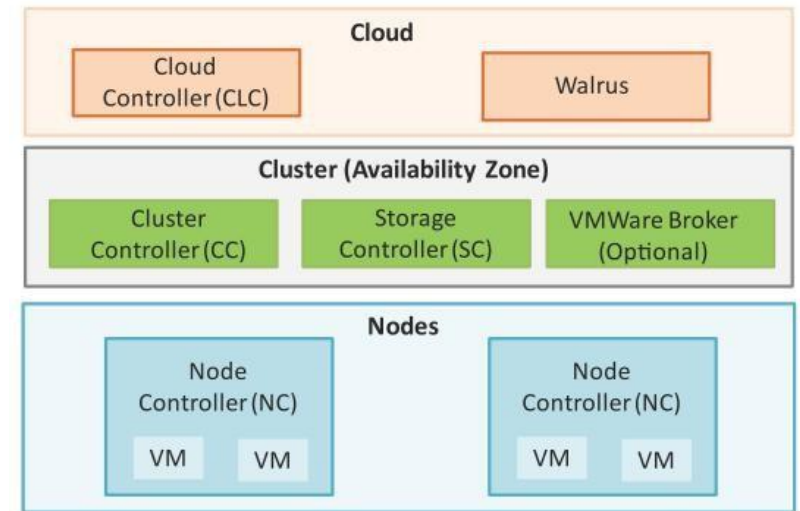 Cloud
Cloud
Controller (CLC)
Walrus
Cluster (Availability Zone)
Cluster
Controller (CC)
Storage
Controller (SC)
VMWare Broker
(Optional)
Nodes
Node
Controller (NC)
VM
VM
Node
Controller (NC)
VM
VM